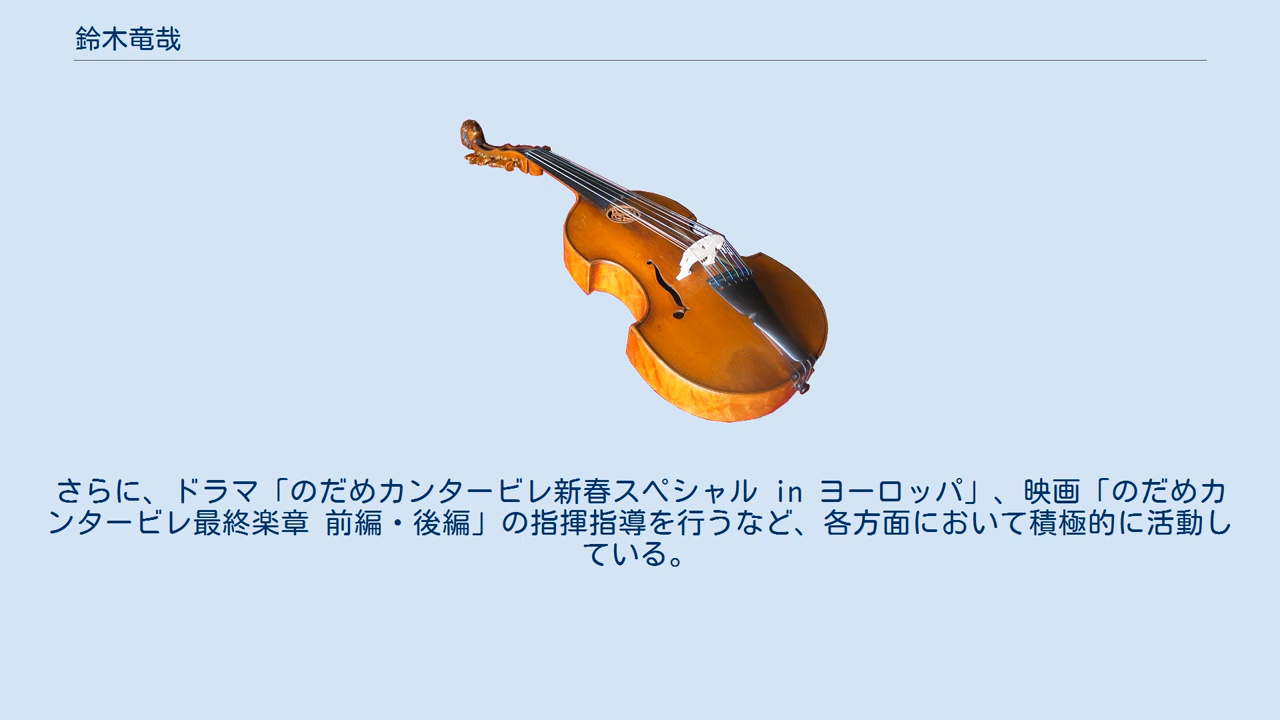 鈴木竜哉
さらに、ドラマ「のだめカンタービレ新春スペシャル in ヨーロッパ」、映画「のだめカ
ンタービレ最終楽章 前編・後編」の指揮指導を行うなど、各方面において積極的に活動し
ている。